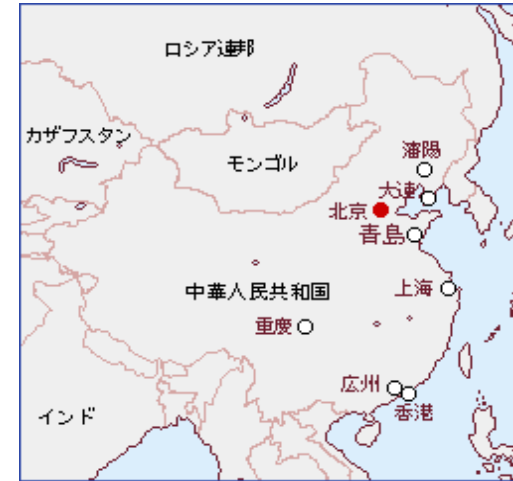 ロシア連邦
カザフスタン
モンゴル
瀋陽
大連
北京
青島
中華人民共和国
上海
重慶
広州
香港
インド